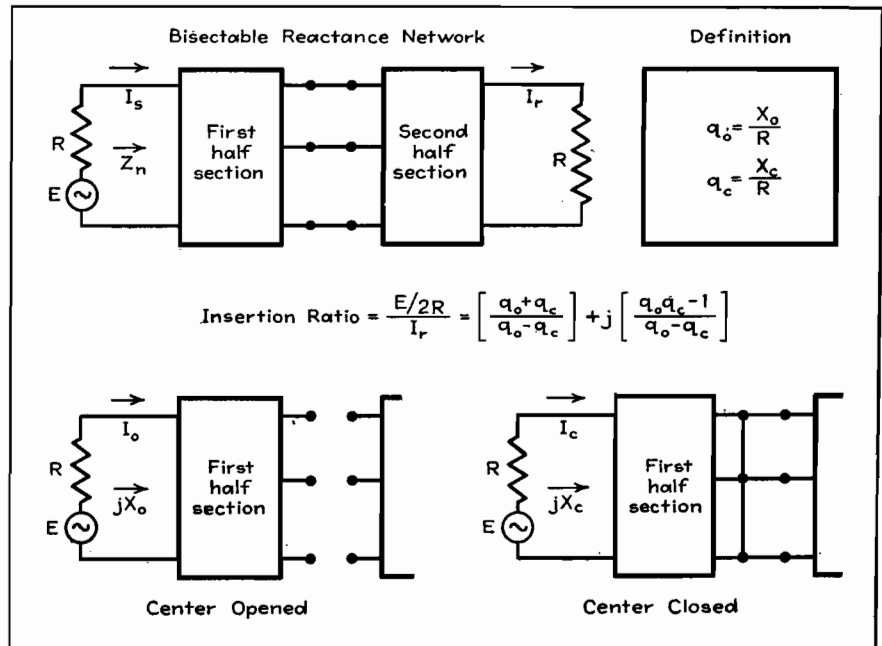 Bisectable Reactance Network
Definition
I_s
I_r
R
Z_n
E
First
half
section
Second
half
section
R
q_o = X_o/R
q_c = X_c/R
Insertion Ratio = (E/2R)/I_r = [(q_o+q_c)/(q_o-q_c)] + j[(q_o q_c-1)/(q_o-q_c)]
I_o
R
jX_o
E
First
half
section
Center Opened
I_c
R
jX_c
E
First
half
section
Center Closed